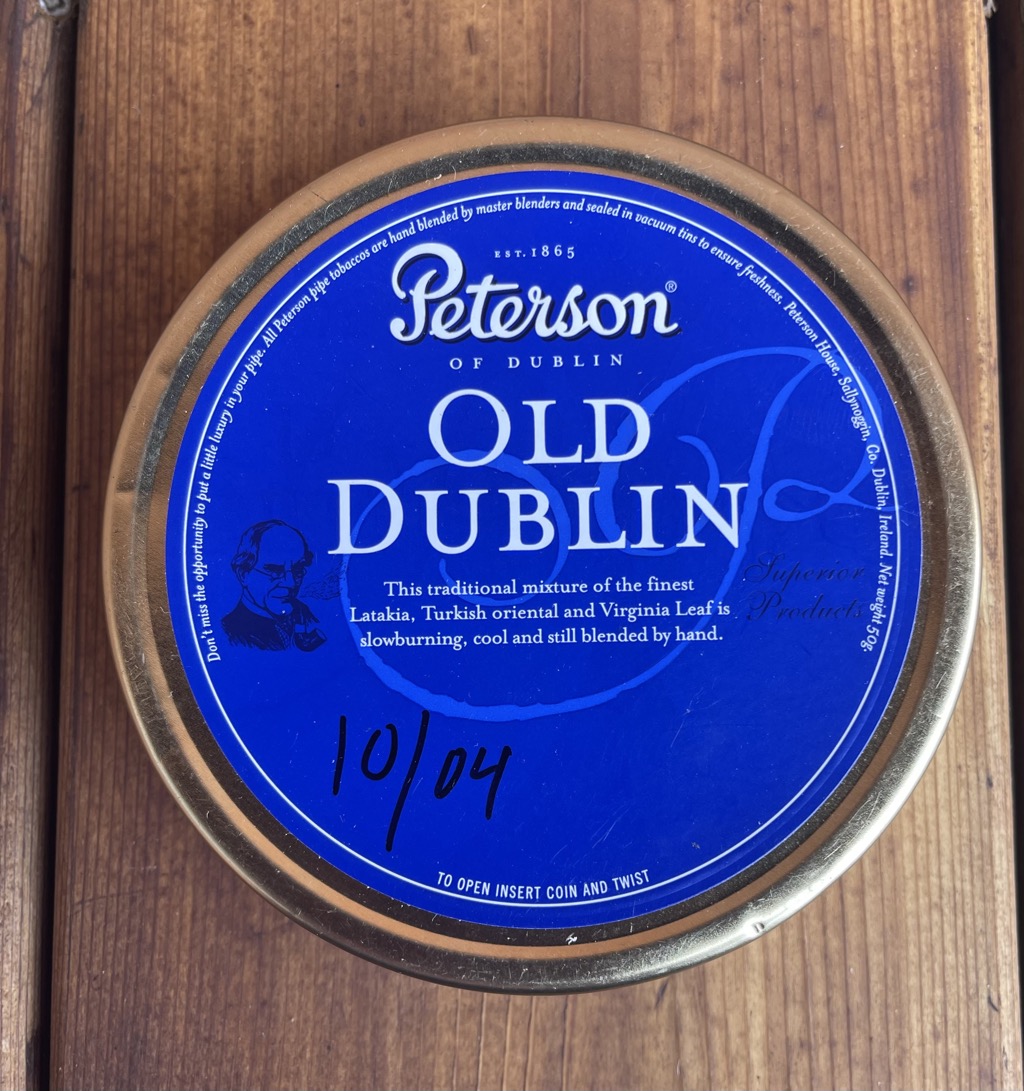 Don't miss the opportunity to put a little luxury in your pipe. All Peterson pipe tobaccos are hand blended by master blenders and sealed in vacuum tins to ensure freshness. Peterson House, Sallynoggin, Co. Dublin, Ireland. Net weight 50g.
EST. 1865
Peterson®
OF DUBLIN
OLD
DUBLIN
This traditional mixture of the finest
Latakia, Turkish oriental and Virginia Leaf is
slowburning, cool and still blended by hand.
Superior
Products
10/04
TO OPEN INSERT COIN AND TWIST